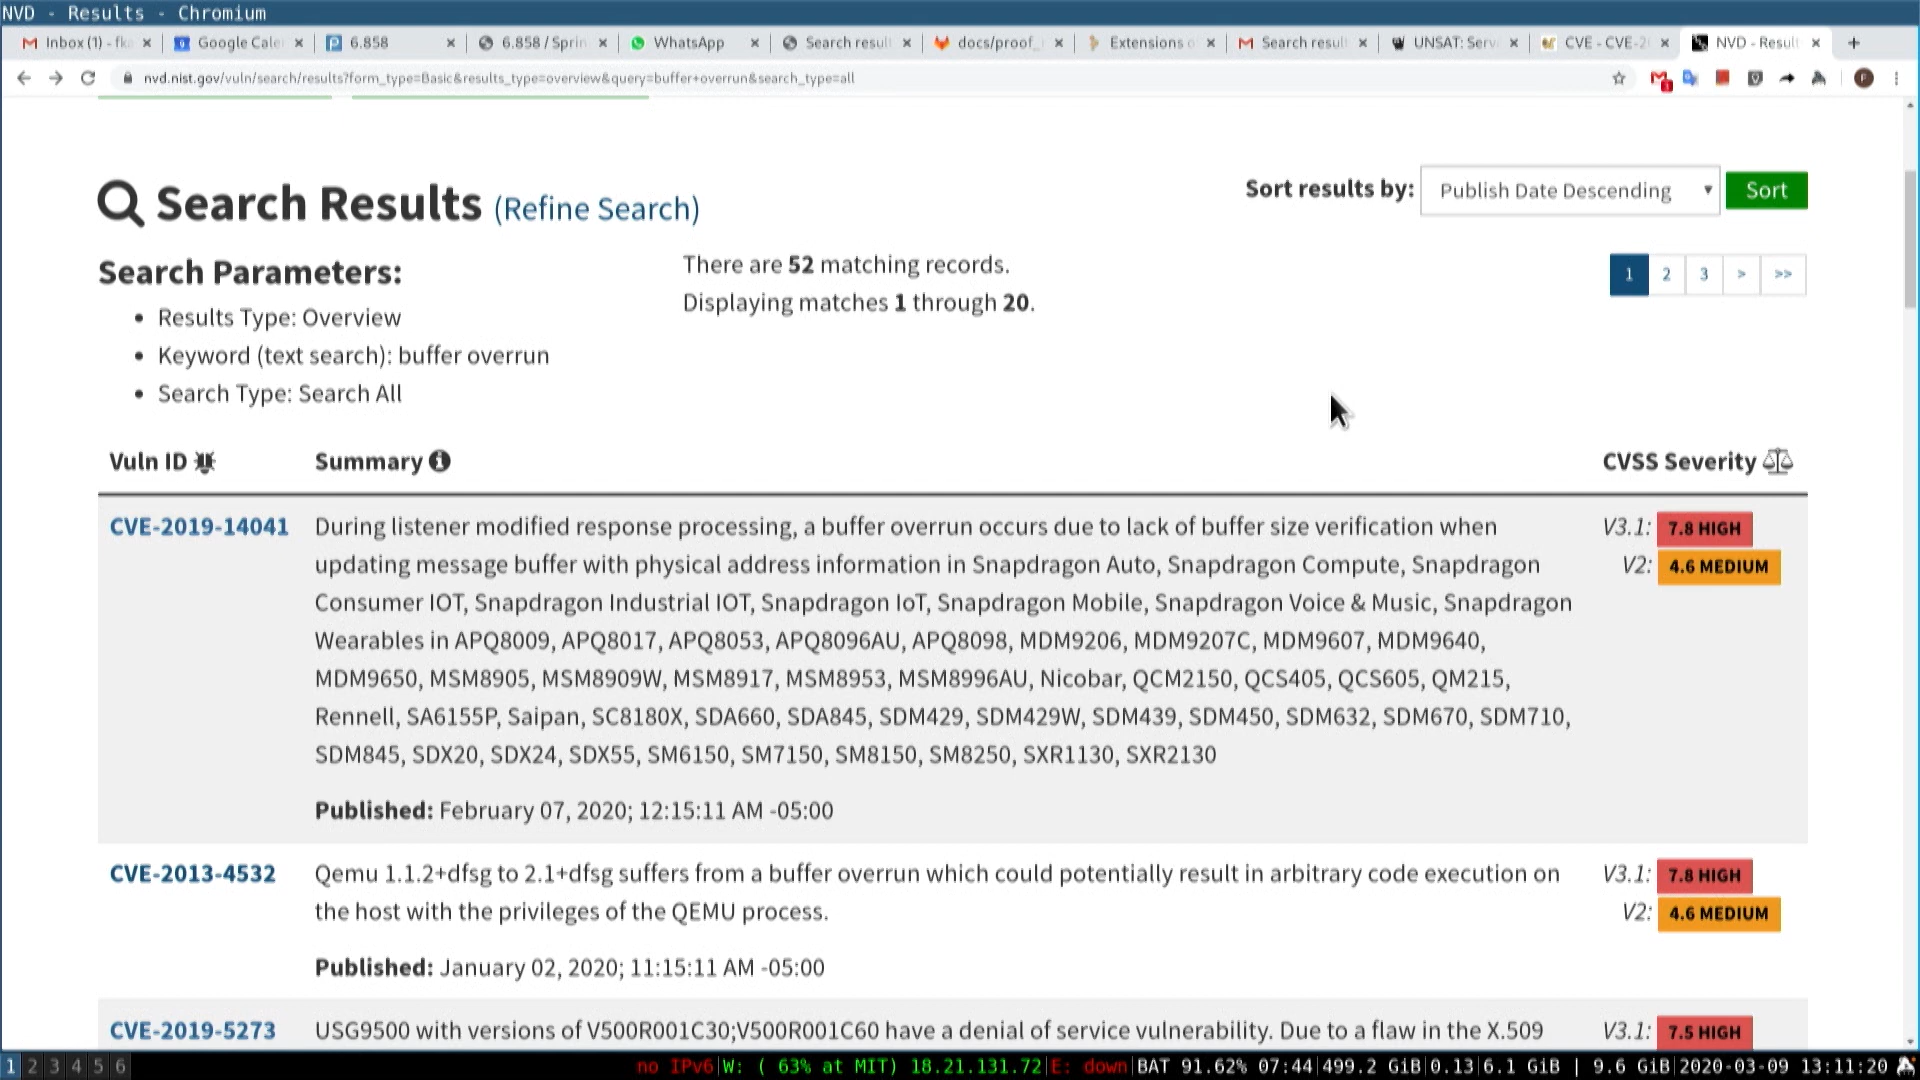 NVD - Results - Chromium
Inbox (1) - fka
Google Cale
6.858
6.858 / Sprin
WhatsApp
Search resul
docs/proof_
Extensions o
Search resul
UNSAT: Serv
CVE - CVE-2
NVD - Result
nvd.nist.gov/vuln/search/results?form_type=Basic&results_type=overview&query=buffer+overrun&search_type=all
Search Results (Refine Search)
Sort results by: Publish Date Descending Sort
Search Parameters:
There are 52 matching records.
Displaying matches 1 through 20.
1 2 3 > >>
• Results Type: Overview
• Keyword (text search): buffer overrun
• Search Type: Search All
Vuln ID Summary CVSS Severity
CVE-2019-14041
During listener modified response processing, a buffer overrun occurs due to lack of buffer size verification when
updating message buffer with physical address information in Snapdragon Auto, Snapdragon Compute, Snapdragon
Consumer IOT, Snapdragon Industrial IOT, Snapdragon IoT, Snapdragon Mobile, Snapdragon Voice & Music, Snapdragon
Wearables in APQ8009, APQ8017, APQ8053, APQ8096AU, APQ8098, MDM9206, MDM9207C, MDM9607, MDM9640,
MDM9650, MSM8905, MSM8909W, MSM8917, MSM8953, MSM8996AU, Nicobar, QCM2150, QCS405, QCS605, QM215,
Rennell, SA6155P, Saipan, SC8180X, SDA660, SDA845, SDM429, SDM429W, SDM439, SDM450, SDM632, SDM670, SDM710,
SDM845, SDX20, SDX24, SDX55, SM6150, SM7150, SM8150, SM8250, SXR1130, SXR2130
Published: February 07, 2020; 12:15:11 AM -05:00
V3.1: 7.8 HIGH
V2: 4.6 MEDIUM
CVE-2013-4532
Qemu 1.1.2+dfsg to 2.1+dfsg suffers from a buffer overrun which could potentially result in arbitrary code execution on
the host with the privileges of the QEMU process.
Published: January 02, 2020; 11:15:11 AM -05:00
V3.1: 7.8 HIGH
V2: 4.6 MEDIUM
CVE-2019-5273
USG9500 with versions of V500R001C30;V500R001C60 have a denial of service vulnerability. Due to a flaw in the X.509
V3.1: 7.5 HIGH
1 2 3 4 5 6
no IPv6|W: ( 63% at MIT) 18.21.131.72|E: down|BAT 91.62% 07:44|499.2 GiB|0.13|6.1 GiB | 9.6 GiB|2020-03-09 13:11:20